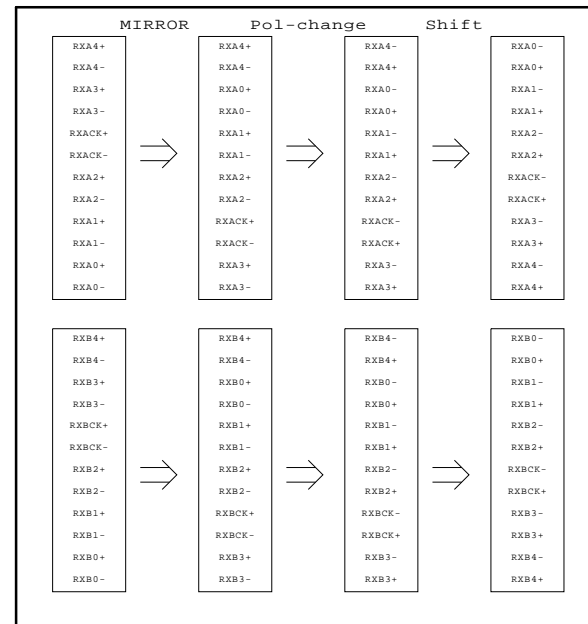 MIRROR Pol-change Shift
RXA4+ RXA4+ RXA4- RXA0-
RXA4- RXA4- RXA4+ RXA0+
RXA3+ RXA0+ RXA0- RXA1-
RXA3- RXA0- RXA0+ RXA1+
RXACK+ RXA1+ RXA1- RXA2-
RXACK- RXA1- RXA1+ RXA2+
RXA2+ RXA2+ RXA2- RXACK-
RXA2- RXA2- RXA2+ RXACK+
RXA1+ RXACK+ RXACK- RXA3-
RXA1- RXACK- RXACK+ RXA3+
RXA0+ RXA3+ RXA3- RXA4-
RXA0- RXA3- RXA3+ RXA4+
RXB4+ RXB4+ RXB4- RXB0-
RXB4- RXB4- RXB4+ RXB0+
RXB3+ RXB0+ RXB0- RXB1-
RXB3- RXB0- RXB0+ RXB1+
RXBCK+ RXB1+ RXB1- RXB2-
RXBCK- RXB1- RXB1+ RXB2+
RXB2+ RXB2+ RXB2- RXBCK-
RXB2- RXB2- RXB2+ RXBCK+
RXB1+ RXBCK+ RXBCK- RXB3-
RXB1- RXBCK- RXBCK+ RXB3+
RXB0+ RXB3+ RXB3- RXB4-
RXB0- RXB3- RXB3+ RXB4+